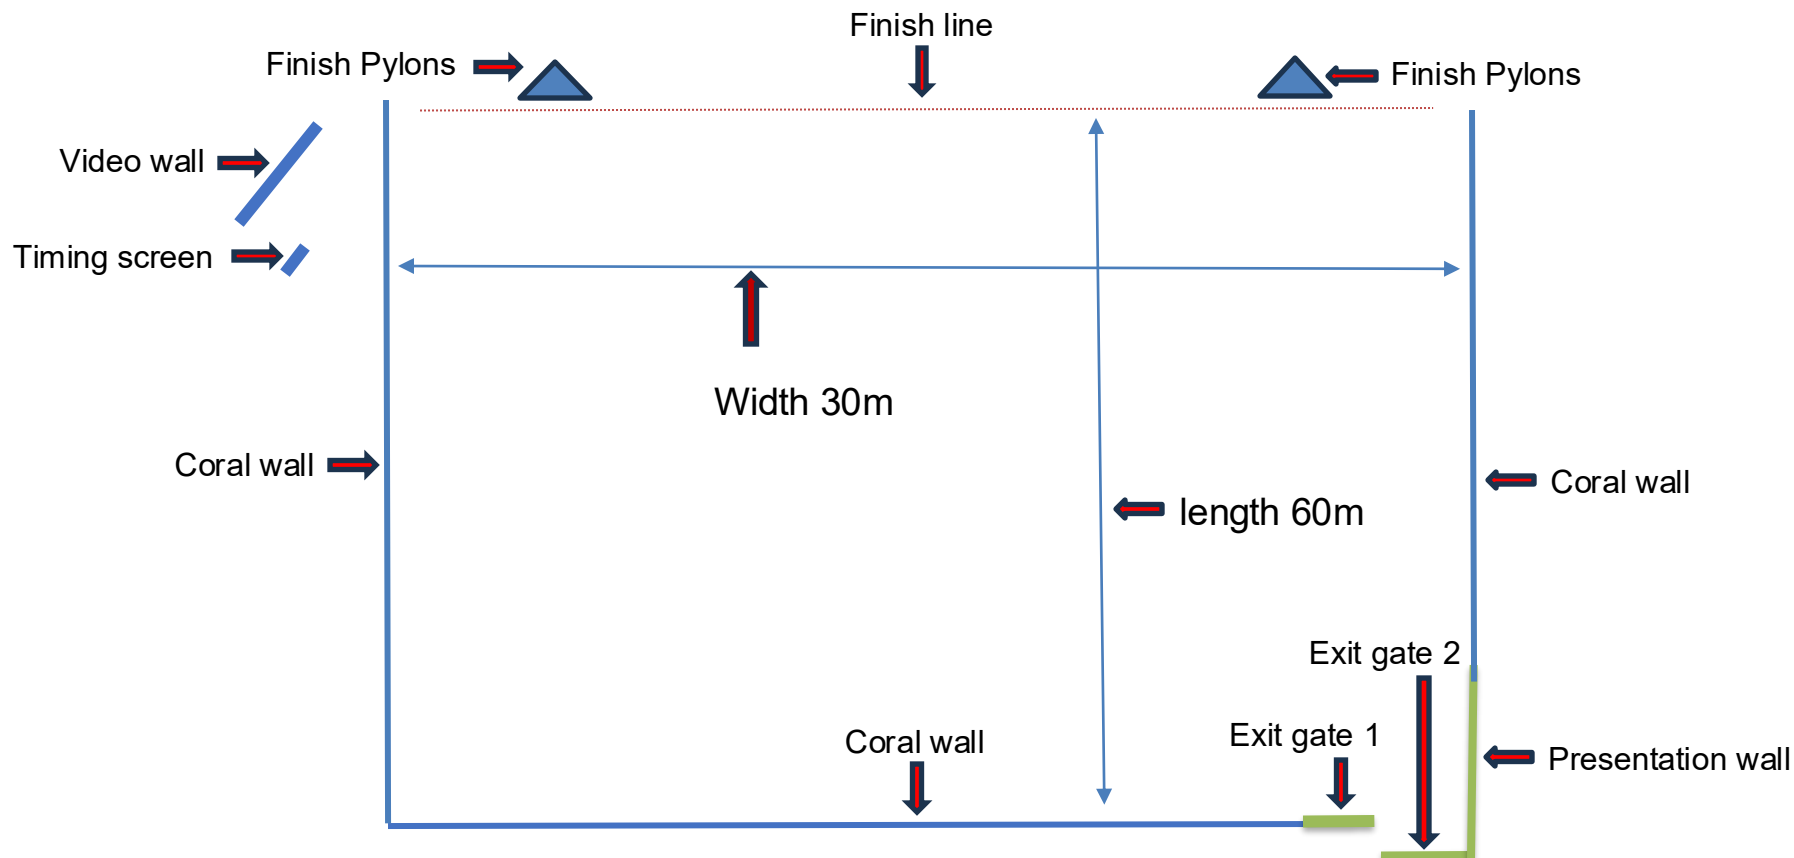 Finish line
Finish Pylons
Finish Pylons
Video wall
Timing screen
Width 30m
Coral wall
Coral wall
length 60m
Exit gate 2
Exit gate 1
Coral wall
Presentation wall